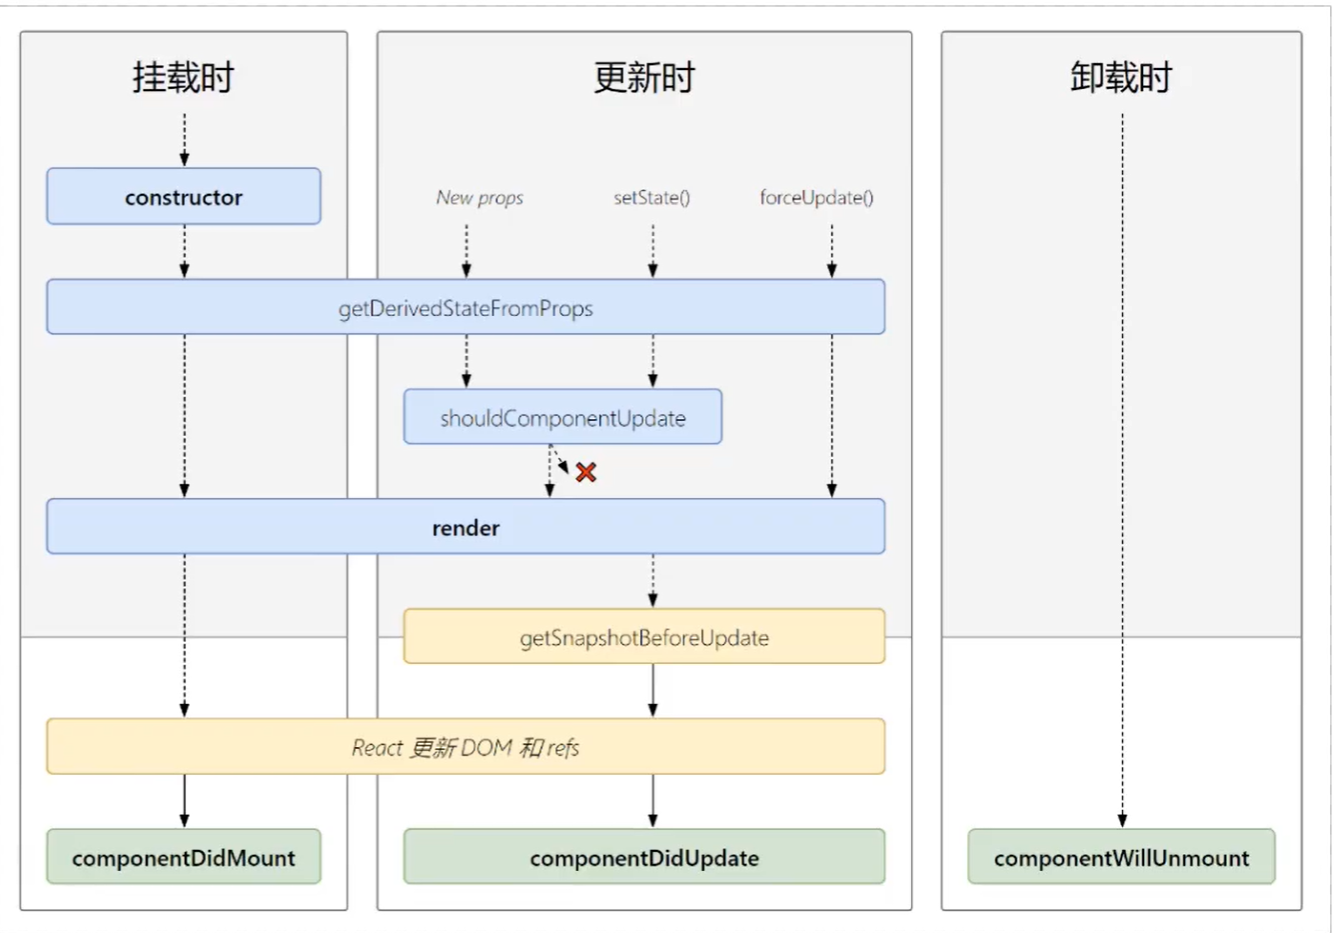 挂载时
更新时
卸载时
constructor
New props
setState()
forceUpdate()
getDerivedStateFromProps
shouldComponentUpdate
render
getSnapshotBeforeUpdate
React 更新 DOM 和 refs
componentDidMount
componentDidUpdate
componentWillUnmount